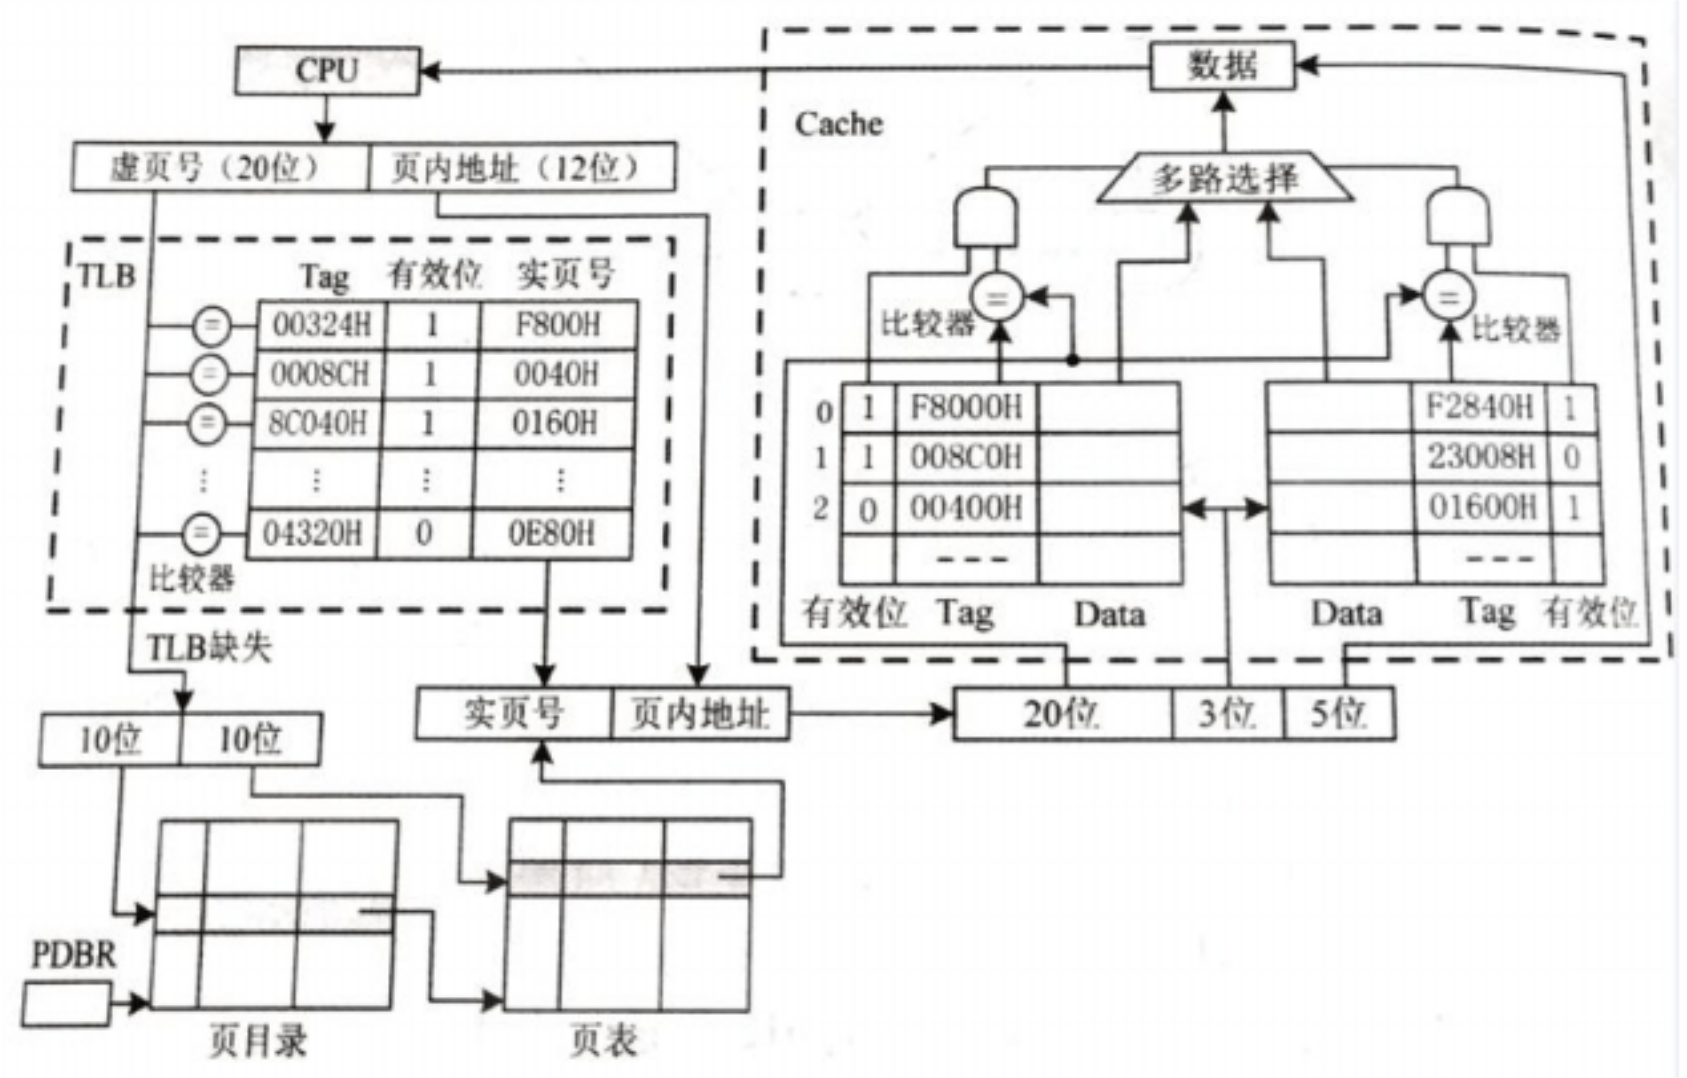 CPU
数据
Cache
虚页号（20位） 页内地址（12位）
多路选择
TLB Tag 有效位 实页号
= 00324H 1 F800H
= 0008CH 1 0040H
= 8C040H 1 0160H
⋮ ⋮ ⋮ ⋮
= 04320H 0 0E80H
比较器
TLB缺失
= =
比较器 比较器
0 1 F8000H F2840H 1
1 1 008C0H 23008H 0
2 0 00400H 01600H 1
---- ----
有效位 Tag Data Data Tag 有效位
实页号 页内地址 20位 3位 5位
10位 10位
PDBR
页目录 页表